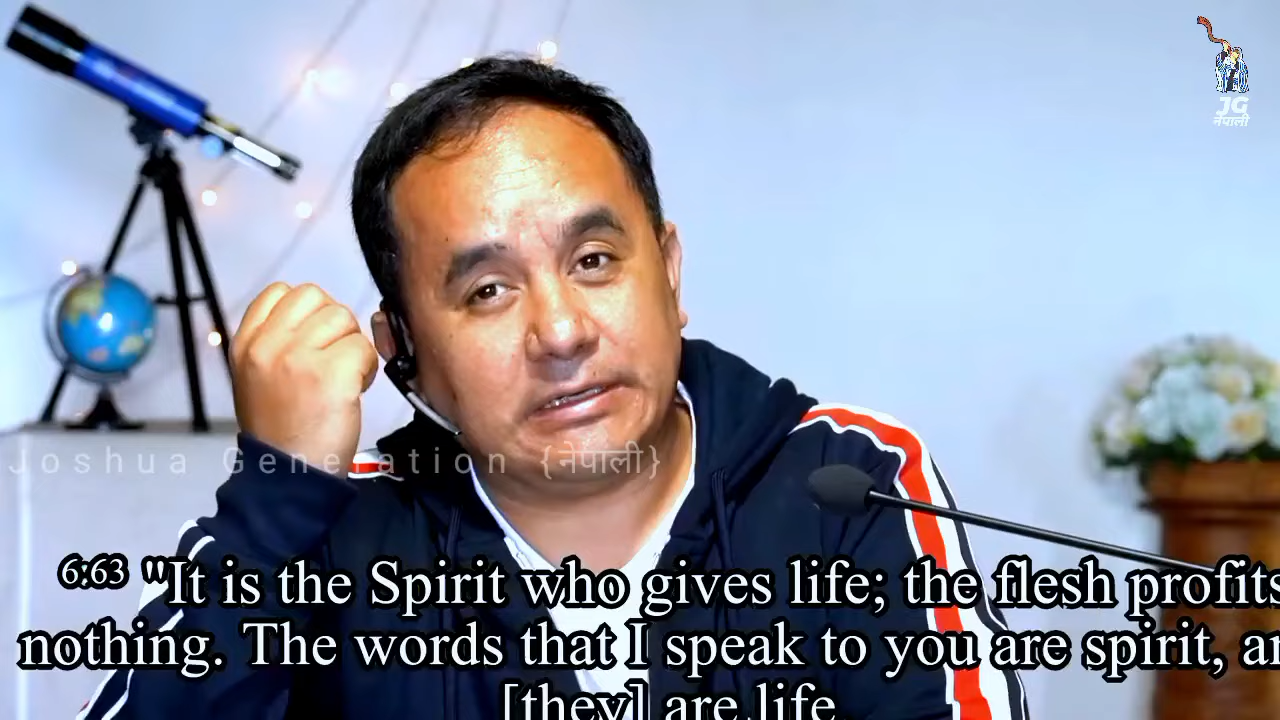 JG
नेपाली
Joshua Generation {नेपाली}
6:63 "It is the Spirit who gives life; the flesh profits
nothing. The words that I speak to you are spirit,
[they] are life.